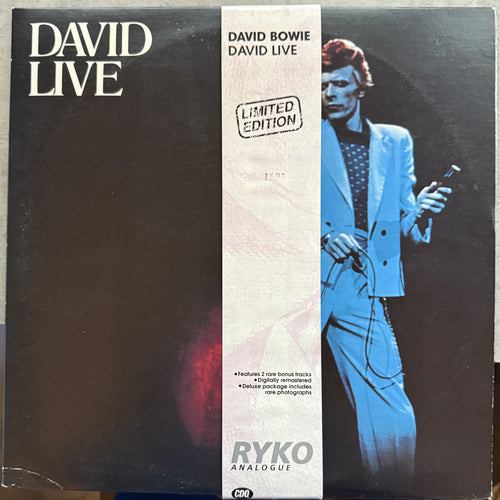 DAVID
LIVE
DAVID BOWIE
DAVID LIVE
LIMITED
EDITION
•Features 2 rare bonus tracks
•Digitally remastered
•Deluxe package includes
rare photographs
RYKO
ANALOGUE
CDQ